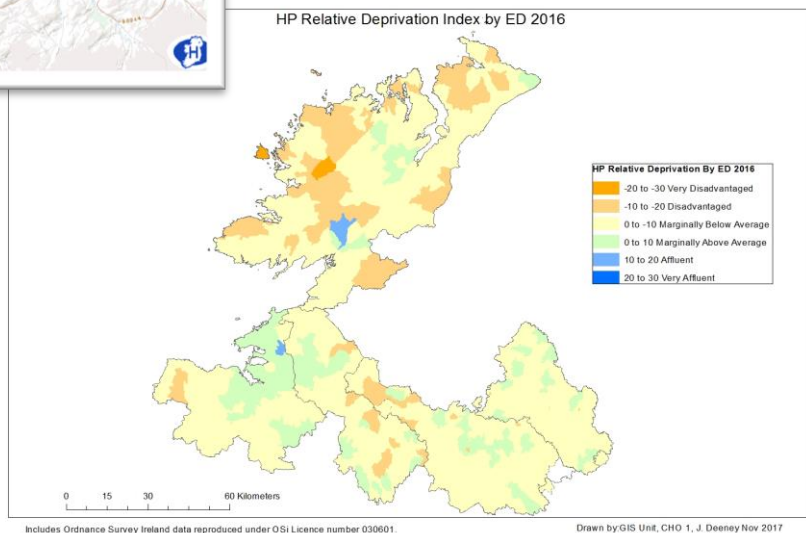 HP Relative Deprivation Index by ED 2016
H
HP Relative Deprivation By ED 2016
-20 to -30 Very Disadvantaged
-10 to -20 Disadvantaged
0 to -10 Marginally Below Average
0 to 10 Marginally Above Average
10 to 20 Affluent
20 to 30 Very Affluent
0 15 30 60 Kilometers
Includes Ordnance Survey Ireland data reproduced under OSi Licence number 030601.
Drawn by:GIS Unit, CHO 1, J. Deeney Nov 2017